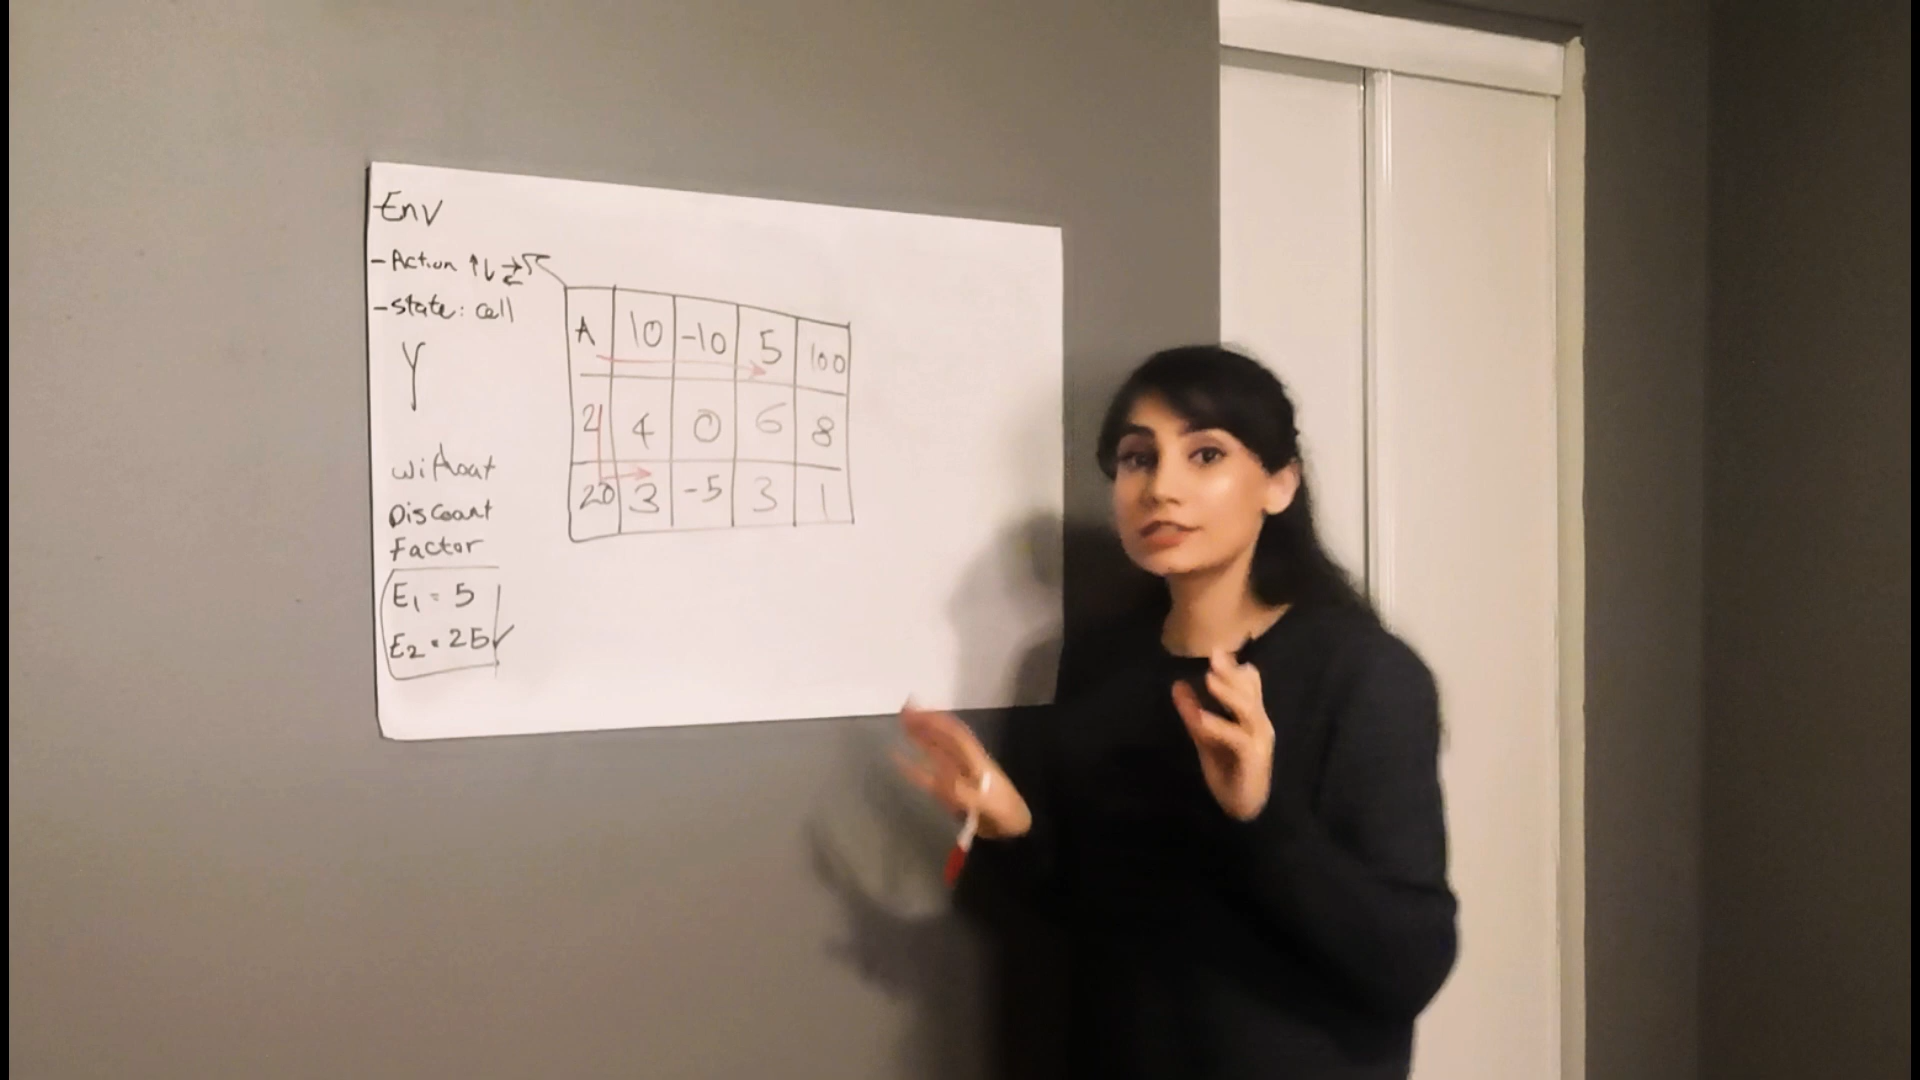 Env
- Action ↑↓⇄
- state: cell
γ
without
Discount
Factor
E1 = 5
E2 = 25 ✓
A 10 -10 5 100
2 4 0 6 8
20 3 -5 3 1